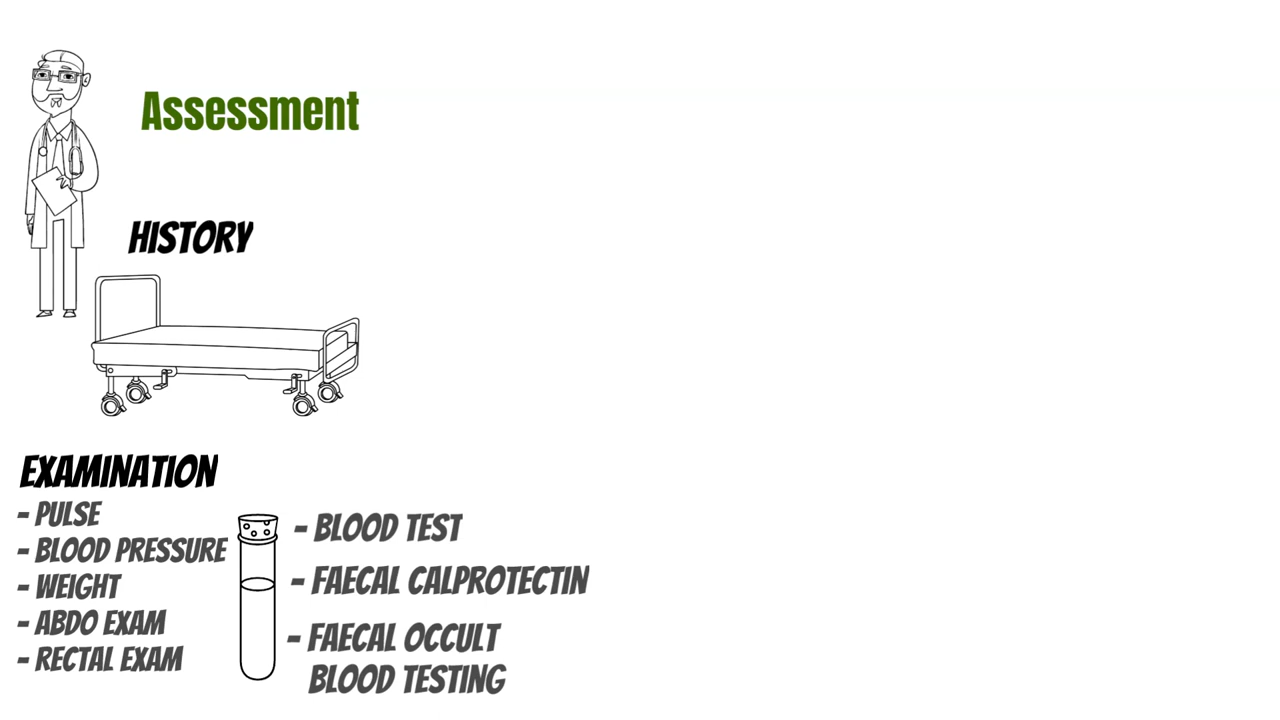 Assessment
HISTORY
EXAMINATION
- PULSE
- BLOOD PRESSURE
- WEIGHT
- ABDO EXAM
- RECTAL EXAM
- BLOOD TEST
- FAECAL CALPROTECTIN
- FAECAL OCCULT
BLOOD TESTING